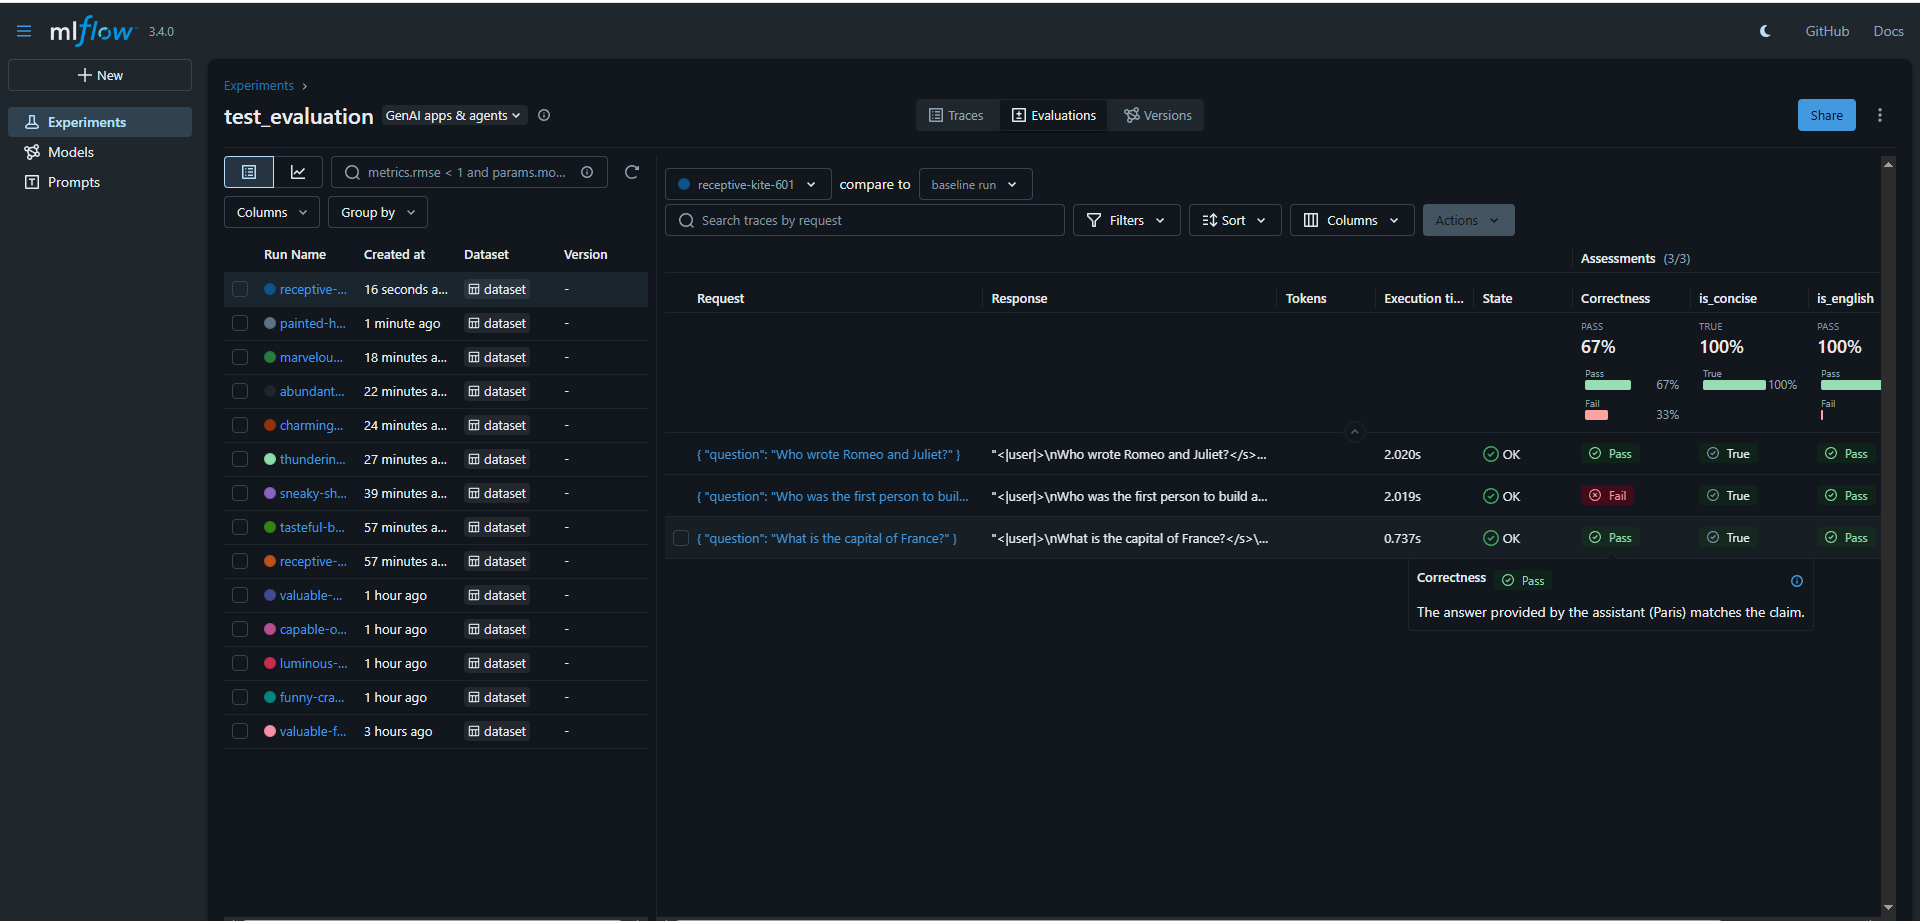 mlflow 3.4.0
GitHub
Docs
New
Experiments
Models
Prompts
Experiments
test_evaluation
GenAI apps & agents
Traces
Evaluations
Versions
Share
metrics.rmse < 1 and params.mo...
Columns
Group by
Run Name Created at Dataset Version
receptive-... 16 seconds a... dataset -
painted-h... 1 minute ago dataset -
marvelou... 18 minutes a... dataset -
abundant... 22 minutes a... dataset -
charming... 24 minutes a... dataset -
thunderin... 27 minutes a... dataset -
sneaky-sh... 39 minutes a... dataset -
tasteful-b... 57 minutes a... dataset -
receptive-... 57 minutes a... dataset -
valuable-... 1 hour ago dataset -
capable-o... 1 hour ago dataset -
luminous-... 1 hour ago dataset -
funny-cra... 1 hour ago dataset -
valuable-f... 3 hours ago dataset -
receptive-kite-601 compare to baseline run
Search traces by request
Filters
Sort
Columns
Actions
Assessments (3/3)
Request Response Tokens Execution ti... State Correctness is_concise is_english
PASS TRUE PASS
67% 100% 100%
Pass 67% True 100% Pass
Fail 33% Fail
{ "question": "Who wrote Romeo and Juliet?" } "<|user|>\nWho wrote Romeo and Juliet?</s>... 2.020s OK Pass True Pass
{ "question": "Who was the first person to buil... "<|user|>\nWho was the first person to build a... 2.019s OK Fail True Pass
{ "question": "What is the capital of France?" } "<|user|>\nWhat is the capital of France?</s>\... 0.737s OK Pass True Pass
Correctness Pass
The answer provided by the assistant (Paris) matches the claim.